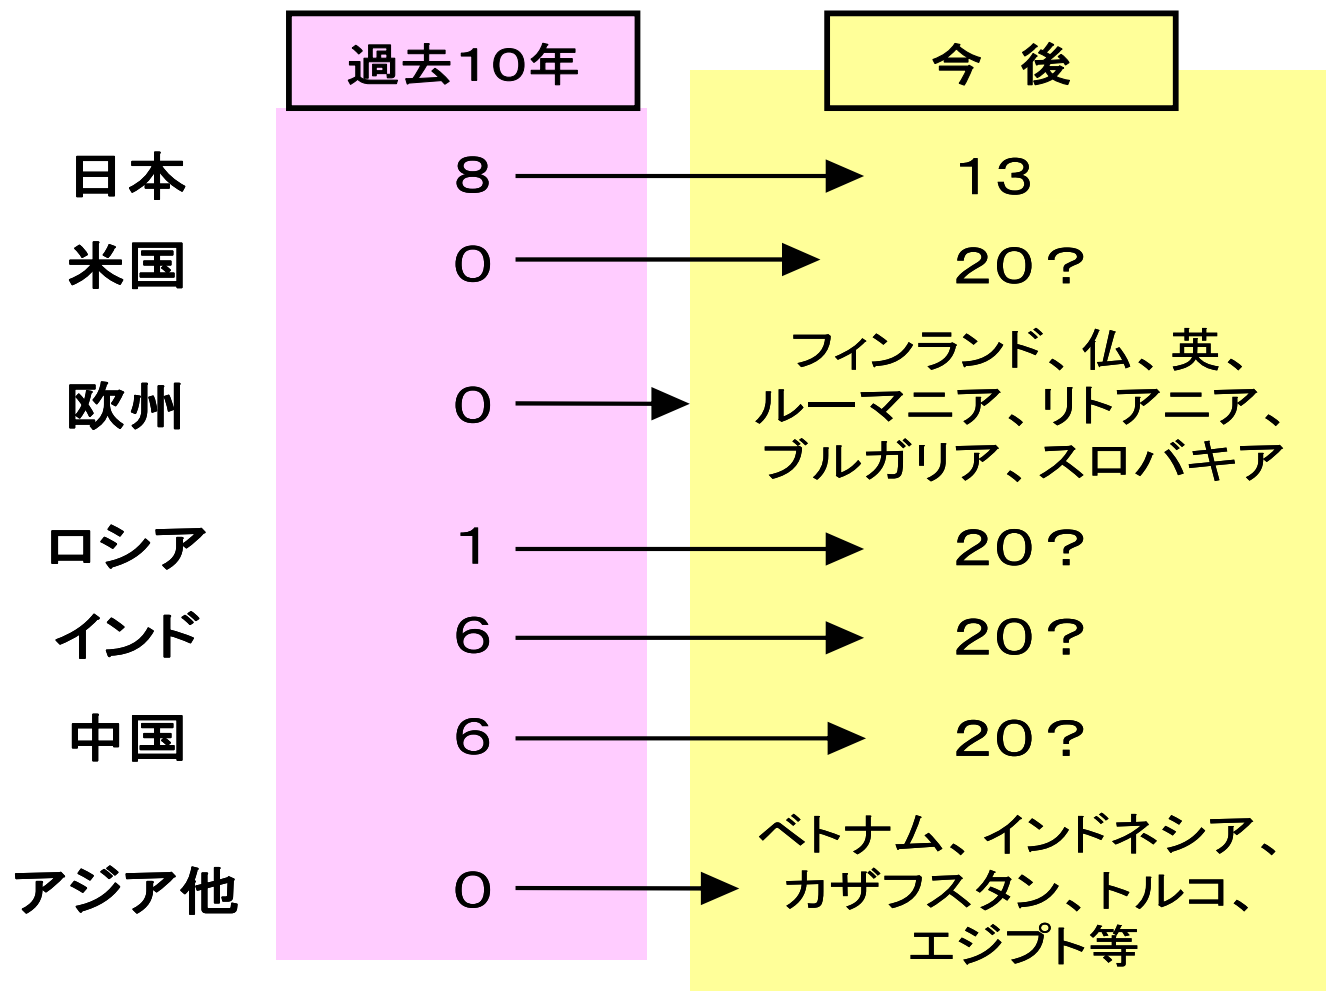 過去10年 今 後
日本 8 13
米国 0 20？
フィンランド、仏、英、
欧州 0 ルーマニア、リトアニア、
ブルガリア、スロバキア
ロシア 1 20？
インド 6 20？
中国 6 20？
ベトナム、インドネシア、
アジア他 0 カザフスタン、トルコ、
エジプト等